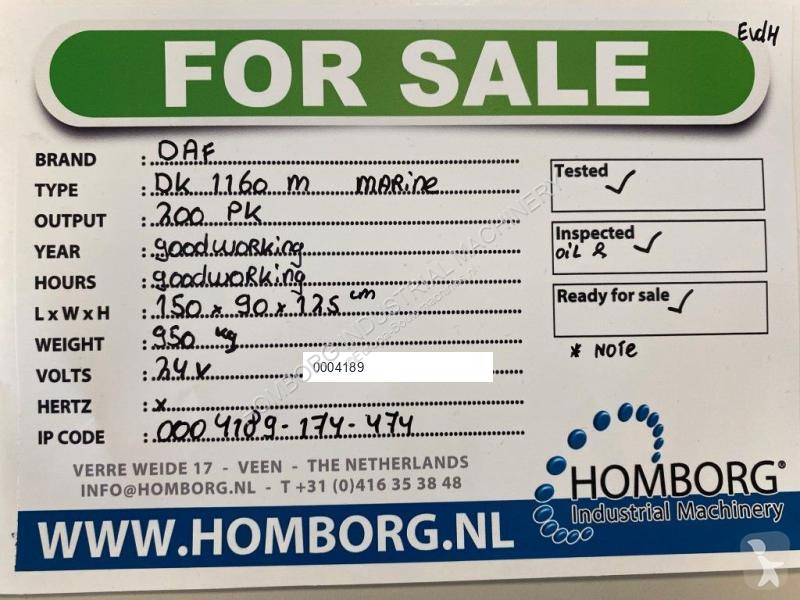 EvdH
FOR SALE
BRAND : DAF
TYPE : DK 1160 m MARINE
OUTPUT : 200 PK
YEAR : goodworking
HOURS : goodworking
L x W x H : 150 x 90 x 125 cm
WEIGHT : 950 kg
VOLTS : 24 v 0004189
HERTZ : x
IP CODE : 0004189-174-474
Tested ✓
Inspected ✓
OIL &
Ready for sale ✓
* NOTE
VERRE WEIDE 17 - VEEN - THE NETHERLANDS
INFO@HOMBORG.NL - T +31 (0)416 35 38 48
HOMBORG®
Industrial Machinery
WWW.HOMBORG.NL
HOMBORG INDUSTRIAL MACHINERY